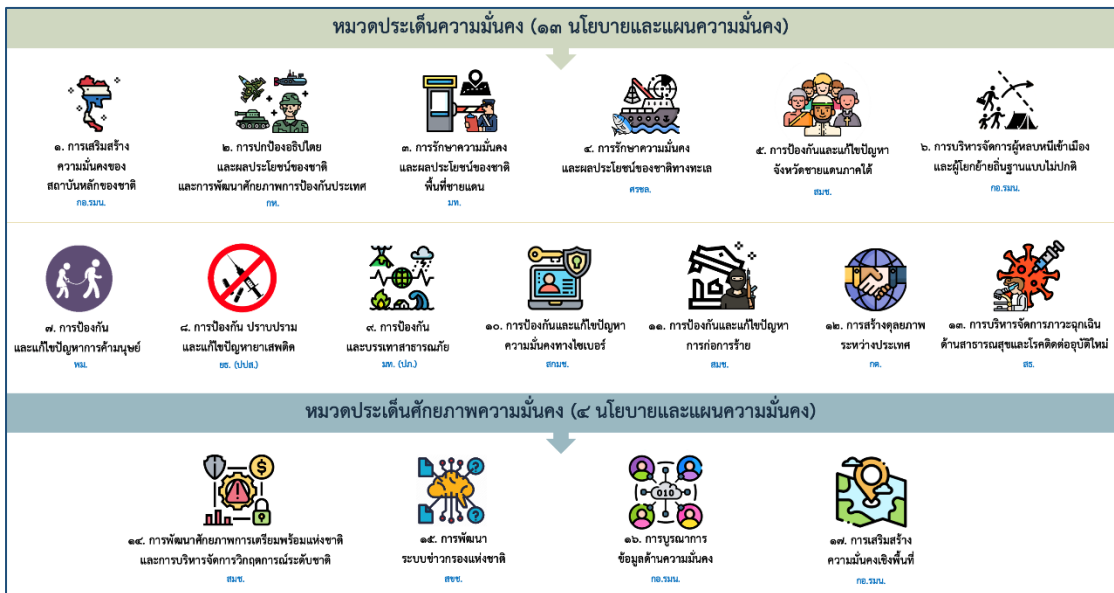 หมวดประเด็นความมั่นคง (๑๓ นโยบายและแผนความมั่นคง)
๑. การเสริมสร้าง
ความมั่นคงของ
สถาบันหลักของชาติ
กอ.รมน.
๒. การปกป้องอธิปไตย
และผลประโยชน์ของชาติ
และการพัฒนาศักยภาพการป้องกันประเทศ
กห.
๓. การรักษาความมั่นคง
และผลประโยชน์ของชาติ
พื้นที่ชายแดน
มท.
๔. การรักษาความมั่นคง
และผลประโยชน์ของชาติทางทะเล
ศรชล.
๕. การป้องกันและแก้ไขปัญหา
จังหวัดชายแดนภาคใต้
สมช.
๖. การบริหารจัดการผู้หลบหนีเข้าเมือง
และผู้โยกย้ายถิ่นฐานแบบไม่ปกติ
กอ.รมน.
๗. การป้องกัน
และแก้ไขปัญหาการค้ามนุษย์
พม.
๘. การป้องกัน ปราบปราม
และแก้ไขปัญหายาเสพติด
ยธ. (ปปส.)
๙. การป้องกัน
และบรรเทาสาธารณภัย
มท. (ปภ.)
๑๐. การป้องกันและแก้ไขปัญหา
ความมั่นคงทางไซเบอร์
สกมช.
๑๑. การป้องกันและแก้ไขปัญหา
การก่อการร้าย
สมช.
๑๒. การสร้างดุลยภาพ
ระหว่างประเทศ
กต.
๑๓. การบริหารจัดการภาวะฉุกเฉิน
ด้านสาธารณสุขและโรคติดต่ออุบัติใหม่
สธ.
หมวดประเด็นศักยภาพความมั่นคง (๔ นโยบายและแผนความมั่นคง)
010
๑๔. การพัฒนาศักยภาพการเตรียมพร้อมแห่งชาติ
และการบริหารจัดการวิกฤตการณ์ระดับชาติ
สมช.
๑๕. การพัฒนา
ระบบข่าวกรองแห่งชาติ
สขช.
๑๖. การบูรณาการ
ข้อมูลด้านความมั่นคง
กอ.รมน.
๑๗. การเสริมสร้าง
ความมั่นคงเชิงพื้นที่
กอ.รมน.